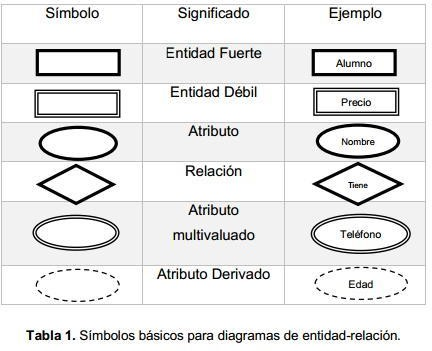 Símbolo Significado Ejemplo
Entidad Fuerte Alumno
Entidad Débil Precio
Atributo Nombre
Relación Tiene
Atributo
multivaluado Teléfono
Atributo Derivado Edad
Tabla 1. Símbolos básicos para diagramas de entidad-relación.